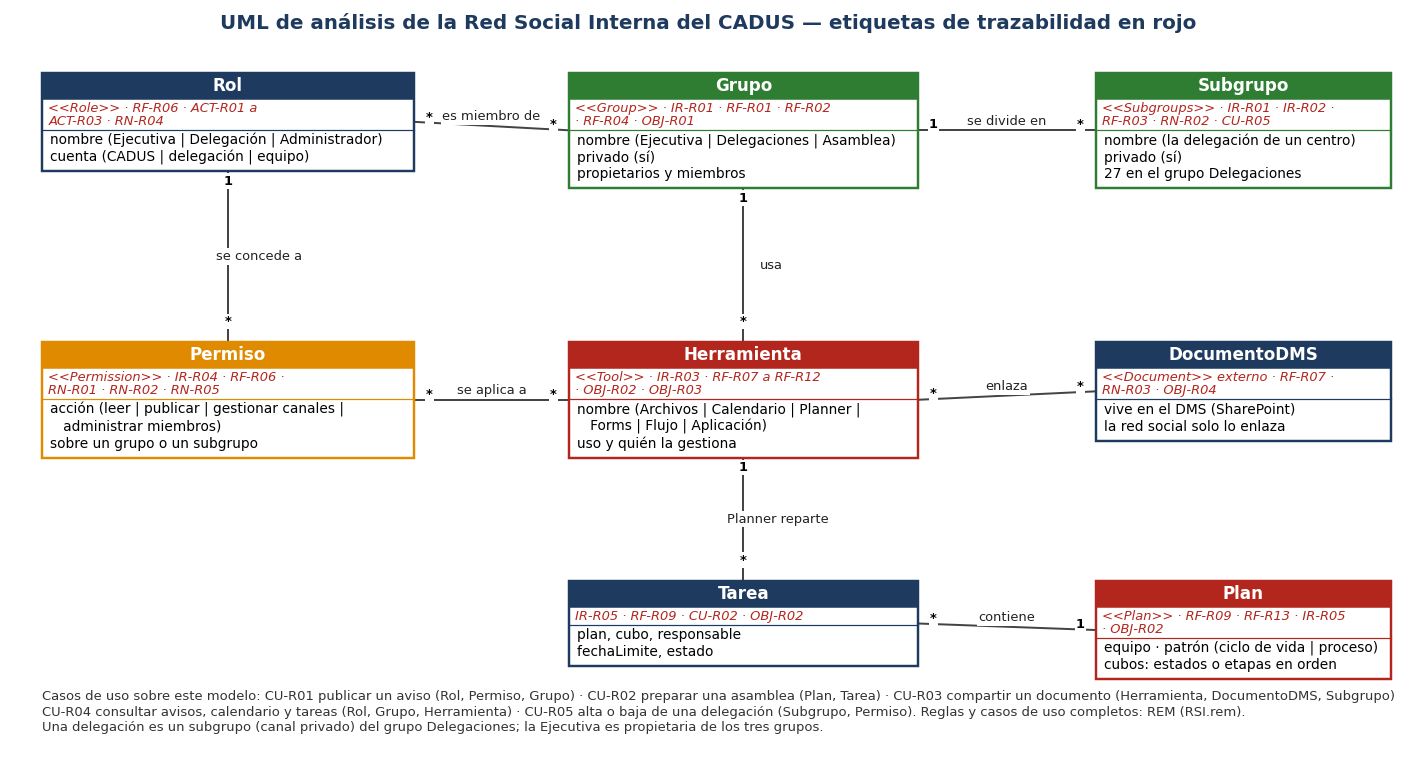 UML de análisis de la Red Social Interna del CADUS — etiquetas de trazabilidad en rojo
Rol
<<Role>> · RF-R06 · ACT-R01 a
ACT-R03 · RN-R04
nombre (Ejecutiva | Delegación | Administrador)
cuenta (CADUS | delegación | equipo)
* es miembro de *
Grupo
<<Group>> · IR-R01 · RF-R01 · RF-R02
· RF-R04 · OBJ-R01
nombre (Ejecutiva | Delegaciones | Asamblea)
privado (sí)
propietarios y miembros
1 se divide en *
Subgrupo
<<Subgroups>> · IR-R01 · IR-R02 ·
RF-R03 · RN-R02 · CU-R05
nombre (la delegación de un centro)
privado (sí)
27 en el grupo Delegaciones
1
se concede a
*
1
usa
*
Permiso
<<Permission>> · IR-R04 · RF-R06 ·
RN-R01 · RN-R02 · RN-R05
acción (leer | publicar | gestionar canales |
administrar miembros)
sobre un grupo o un subgrupo
* se aplica a *
Herramienta
<<Tool>> · IR-R03 · RF-R07 a RF-R12
· OBJ-R02 · OBJ-R03
nombre (Archivos | Calendario | Planner |
Forms | Flujo | Aplicación)
uso y quién la gestiona
* enlaza *
DocumentoDMS
<<Document>> externo · RF-R07 ·
RN-R03 · OBJ-R04
vive en el DMS (SharePoint)
la red social solo lo enlaza
1
Planner reparte
*
Tarea
IR-R05 · RF-R09 · CU-R02 · OBJ-R02
plan, cubo, responsable
fechaLimite, estado
* contiene 1
Plan
<<Plan>> · RF-R09 · RF-R13 · IR-R05
· OBJ-R02
equipo · patrón (ciclo de vida | proceso)
cubos: estados o etapas en orden
Casos de uso sobre este modelo: CU-R01 publicar un aviso (Rol, Permiso, Grupo) · CU-R02 preparar una asamblea (Plan, Tarea) · CU-R03 compartir un documento (Herramienta, DocumentoDMS, Subgrupo)
CU-R04 consultar avisos, calendario y tareas (Rol, Grupo, Herramienta) · CU-R05 alta o baja de una delegación (Subgrupo, Permiso). Reglas y casos de uso completos: REM (RSI.rem).
Una delegación es un subgrupo (canal privado) del grupo Delegaciones; la Ejecutiva es propietaria de los tres grupos.